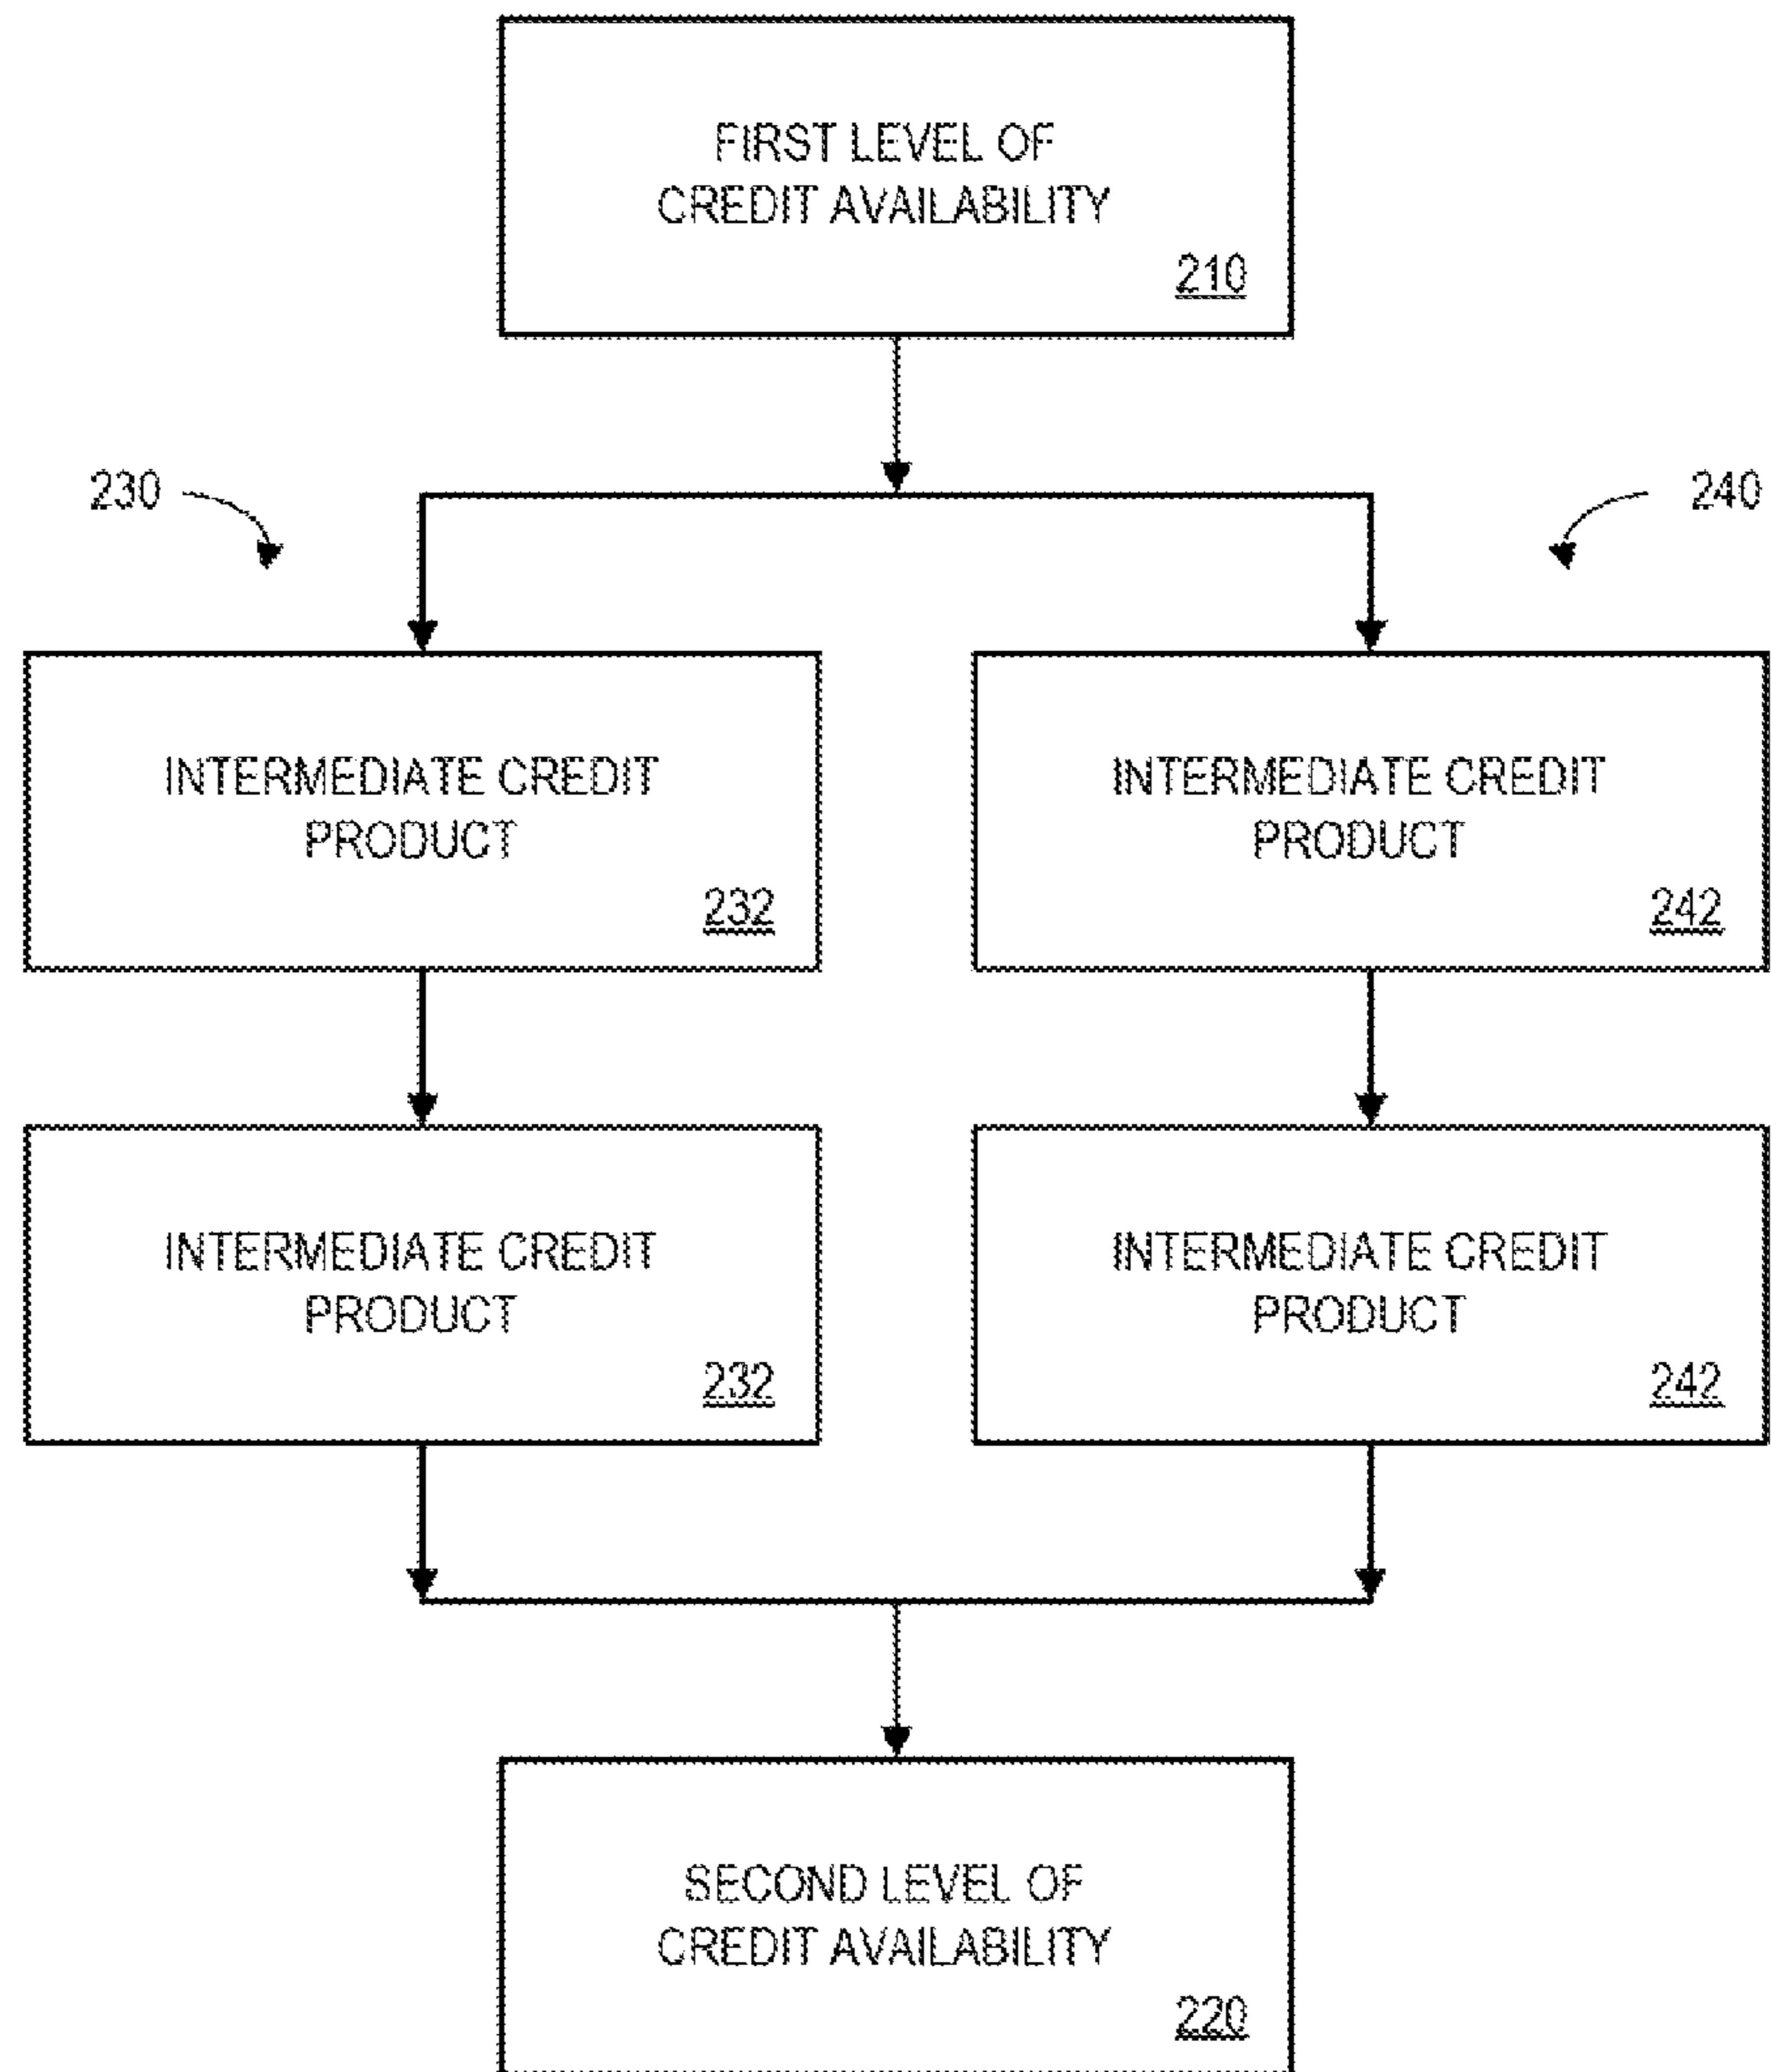 FIRST LEVEL OF
CREDIT AVAILABILITY
210
230
240
INTERMEDIATE CREDIT
PRODUCT
232
INTERMEDIATE CREDIT
PRODUCT
242
INTERMEDIATE CREDIT
PRODUCT
232
INTERMEDIATE CREDIT
PRODUCT
242
SECOND LEVEL OF
CREDIT AVAILABILITY
220